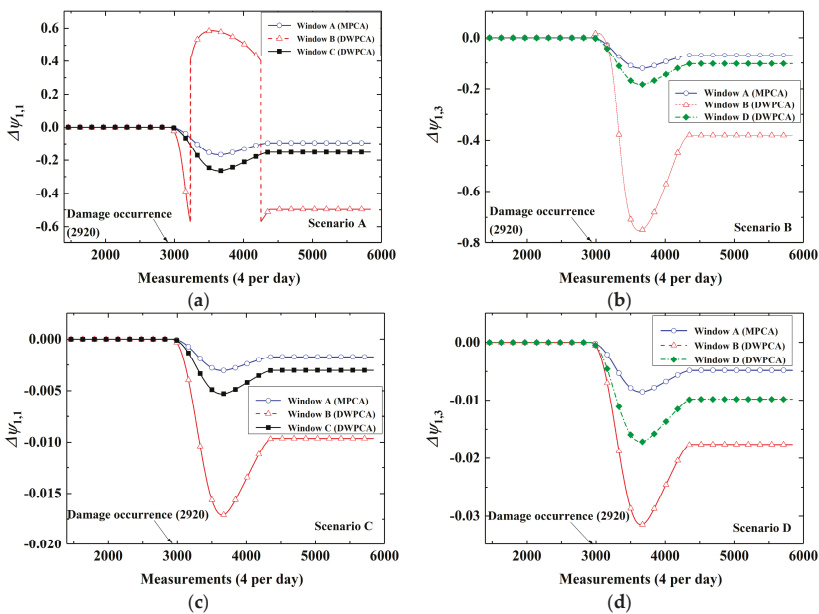 Window A (MPCA)
Window B (DWPCA)
Window C (DWPCA)
Δψ1,1
0.6
0.4
0.2
0.0
-0.2
-0.4
-0.6
Damage occurrence
(2920)
Scenario A
2000 3000 4000 5000 6000
Measurements (4 per day)
(a)
Window A (MPCA)
Window B (DWPCA)
Window D (DWPCA)
Δψ1,3
0.0
-0.2
-0.4
-0.6
-0.8
Damage occurrence
(2920)
Scenario B
2000 3000 4000 5000 6000
Measurements (4 per day)
(b)
Window A (MPCA)
Window B (DWPCA)
Window C (DWPCA)
Δψ1,1
0.000
-0.005
-0.010
-0.015
-0.020
Damage occurrence (2920)
Scenario C
2000 3000 4000 5000 6000
Measurements (4 per day)
(c)
Window A (MPCA)
Window B (DWPCA)
Window D (DWPCA)
Δψ1,3
0.00
-0.01
-0.02
-0.03
Damage occurrence (2920)
Scenario D
2000 3000 4000 5000 6000
Measurements (4 per day)
(d)